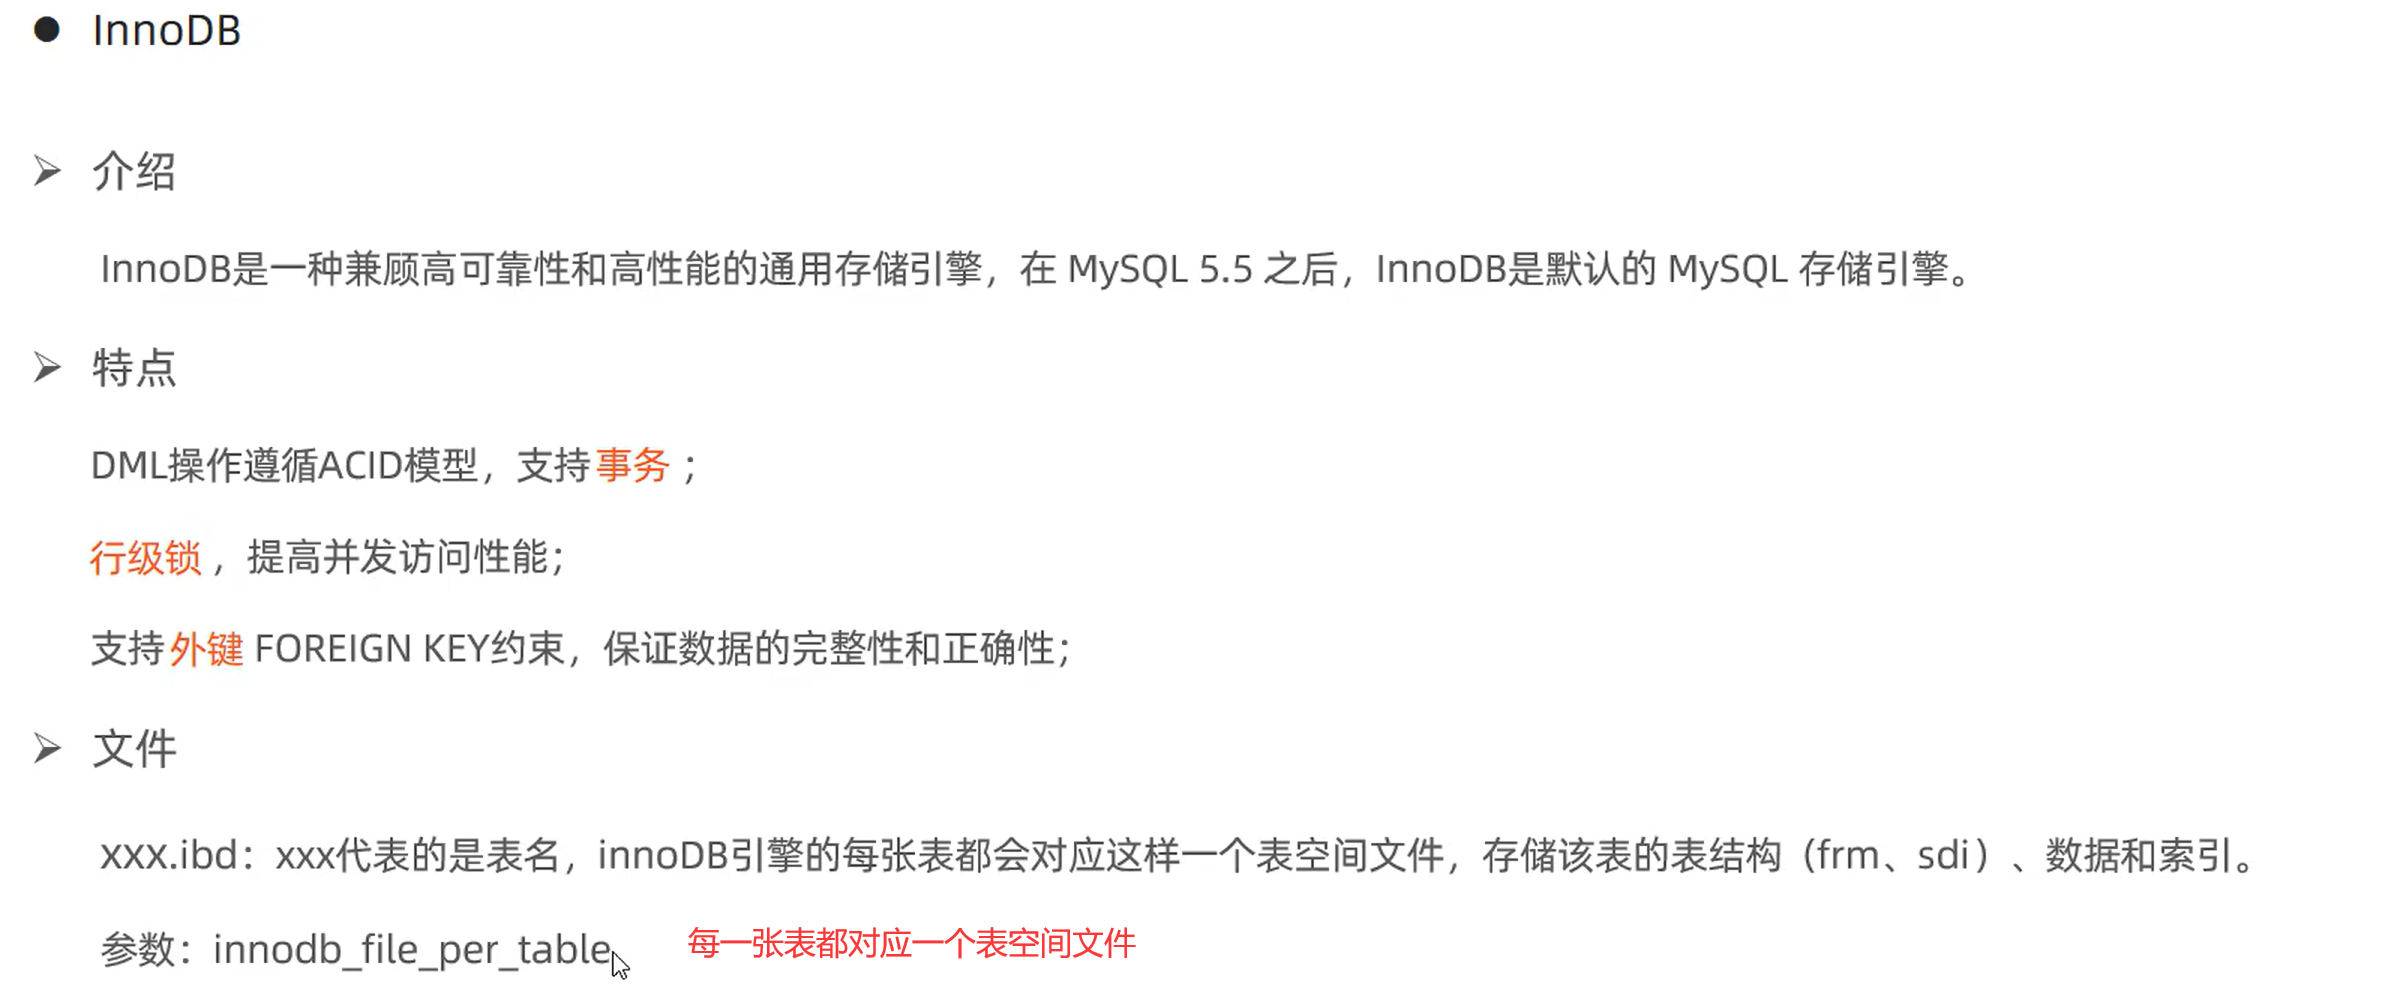 ● InnoDB
➢ 介绍
InnoDB是一种兼顾高可靠性和高性能的通用存储引擎，在 MySQL 5.5 之后，InnoDB是默认的 MySQL 存储引擎。
➢ 特点
DML操作遵循ACID模型，支持事务；
行级锁，提高并发访问性能；
支持外键 FOREIGN KEY约束，保证数据的完整性和正确性；
➢ 文件
xxx.ibd：xxx代表的是表名，innoDB引擎的每张表都会对应这样一个表空间文件，存储该表的表结构（frm、sdi）、数据和索引。
参数：innodb_file_per_table 每一张表都对应一个表空间文件